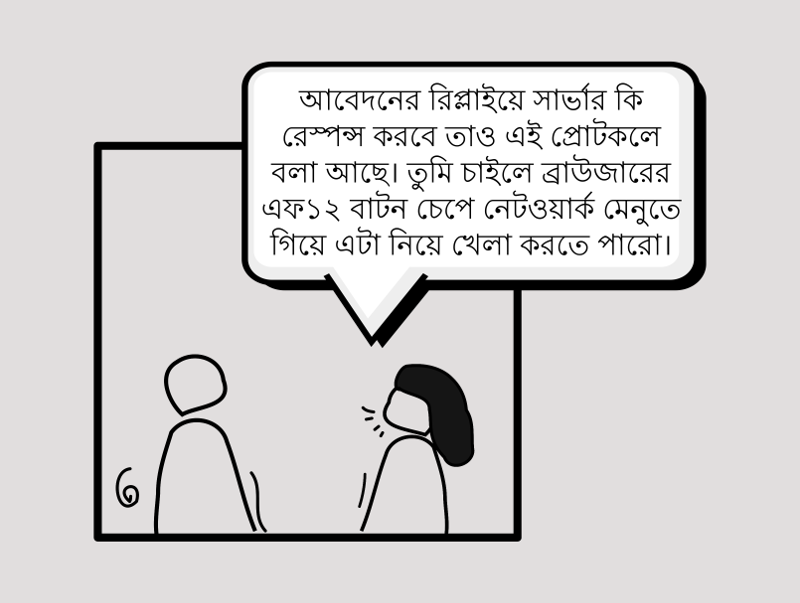 আবেদনের রিপ্লাইয়ে সার্ভার কি
রেস্পন্স করবে তাও এই প্রোটকলে
বলা আছে। তুমি চাইলে ব্রাউজারের
এফ১২ বাটন চেপে নেটওয়ার্ক মেনুতে
গিয়ে এটা নিয়ে খেলা করতে পারো।
৬